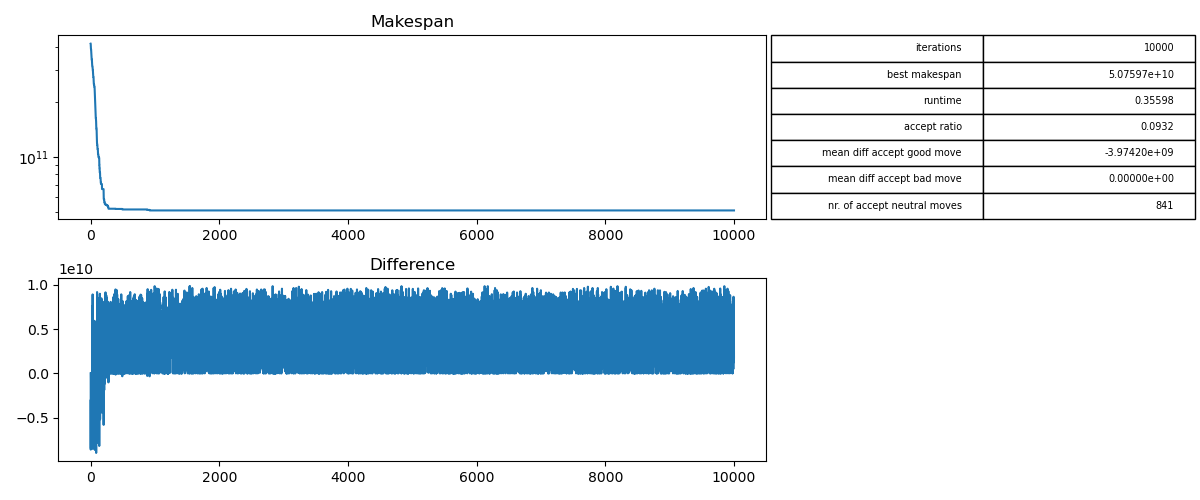 Makespan
10¹¹
0 2000 4000 6000 8000 10000
iterations 10000
best makespan 5.07597e+10
runtime 0.35598
accept ratio 0.0932
mean diff accept good move -3.97420e+09
mean diff accept bad move 0.00000e+00
nr. of accept neutral moves 841
Difference
1e10
1.0
0.5
0.0
−0.5
0 2000 4000 6000 8000 10000